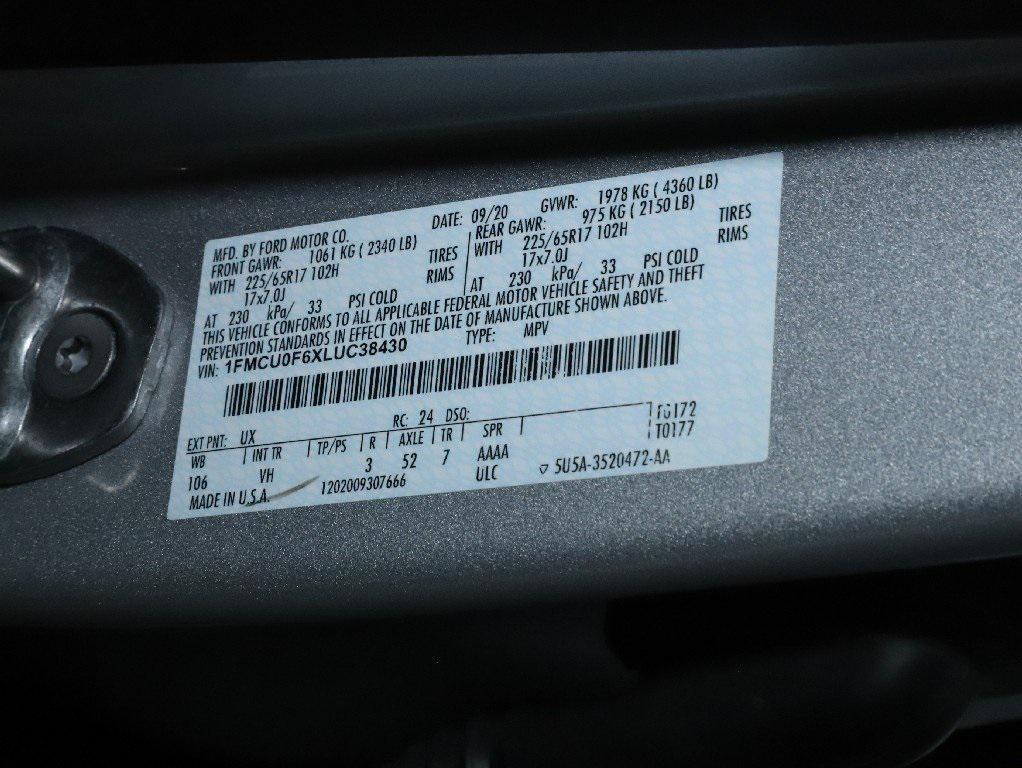 MFD. BY FORD MOTOR CO. DATE: 09/20 GVWR: 1978 KG ( 4360 LB)
FRONT GAWR: 1061 KG ( 2340 LB) REAR GAWR: 975 KG ( 2150 LB)
WITH 225/65R17 102H TIRES WITH 225/65R17 102H TIRES
17x7.0J RIMS 17x7.0J RIMS
AT 230 kPa/ 33 PSI COLD AT 230 kPa/ 33 PSI COLD
THIS VEHICLE CONFORMS TO ALL APPLICABLE FEDERAL MOTOR VEHICLE SAFETY AND THEFT
PREVENTION STANDARDS IN EFFECT ON THE DATE OF MANUFACTURE SHOWN ABOVE.
VIN: 1FMCU0F6XLUC38430 TYPE: MPV
EXT PNT: UX RC: 24 DSO:
WB INT TR TP/PS R AXLE TR SPR T0177
106 VH 3 52 7 AAAA
MADE IN U.S.A. 1202009307666 ULC 5U5A-3520472-AA